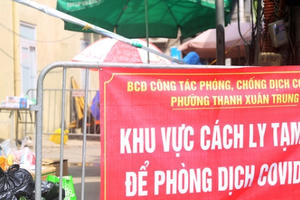 BCĐ CÔNG TÁC PHÒNG, CHỐNG DỊCH CO
PHƯỜNG THANH XUÂN TRUNG
KHU VỰC CÁCH LY TẠM
ĐỂ PHÒNG DỊCH COVID